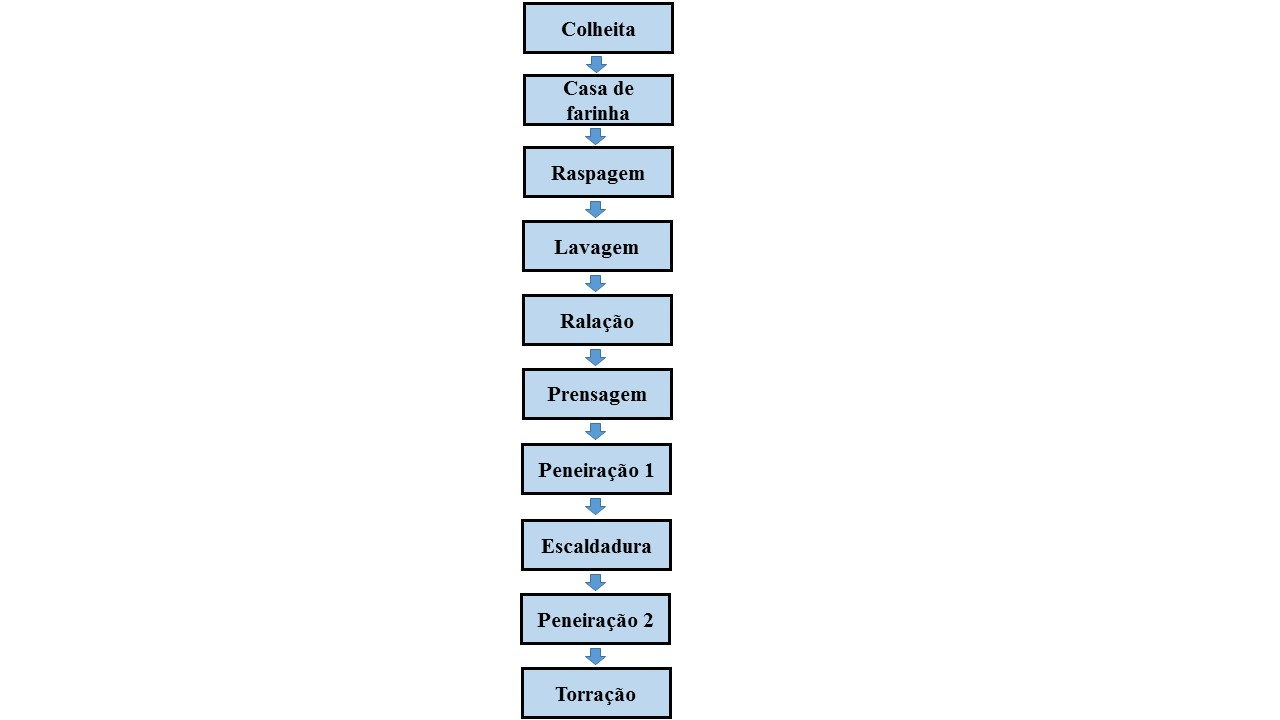 Colheita
Casa de
farinha
Raspagem
Lavagem
Ralação
Prensagem
Peneiração 1
Escaldadura
Peneiração 2
Torração